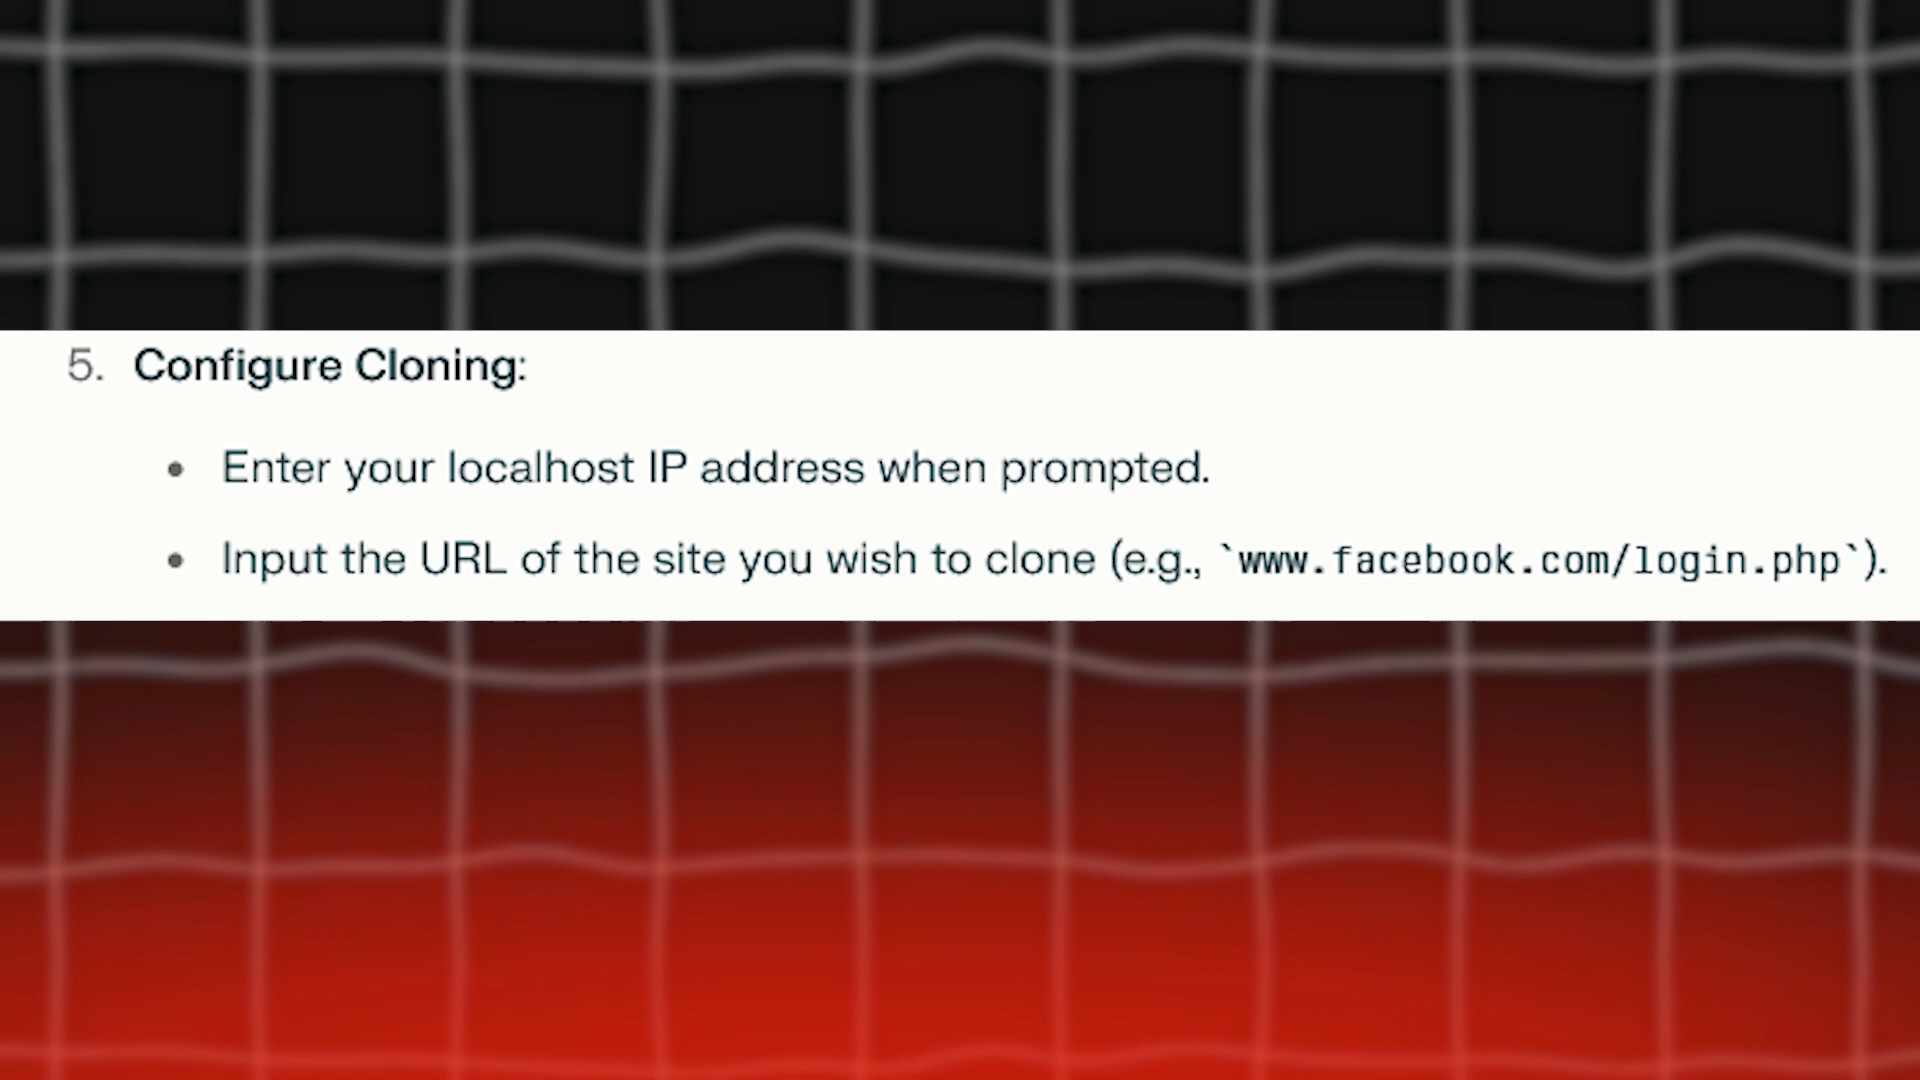 5. Configure Cloning:
• Enter your localhost IP address when prompted.
• Input the URL of the site you wish to clone (e.g., `www.facebook.com/login.php`).